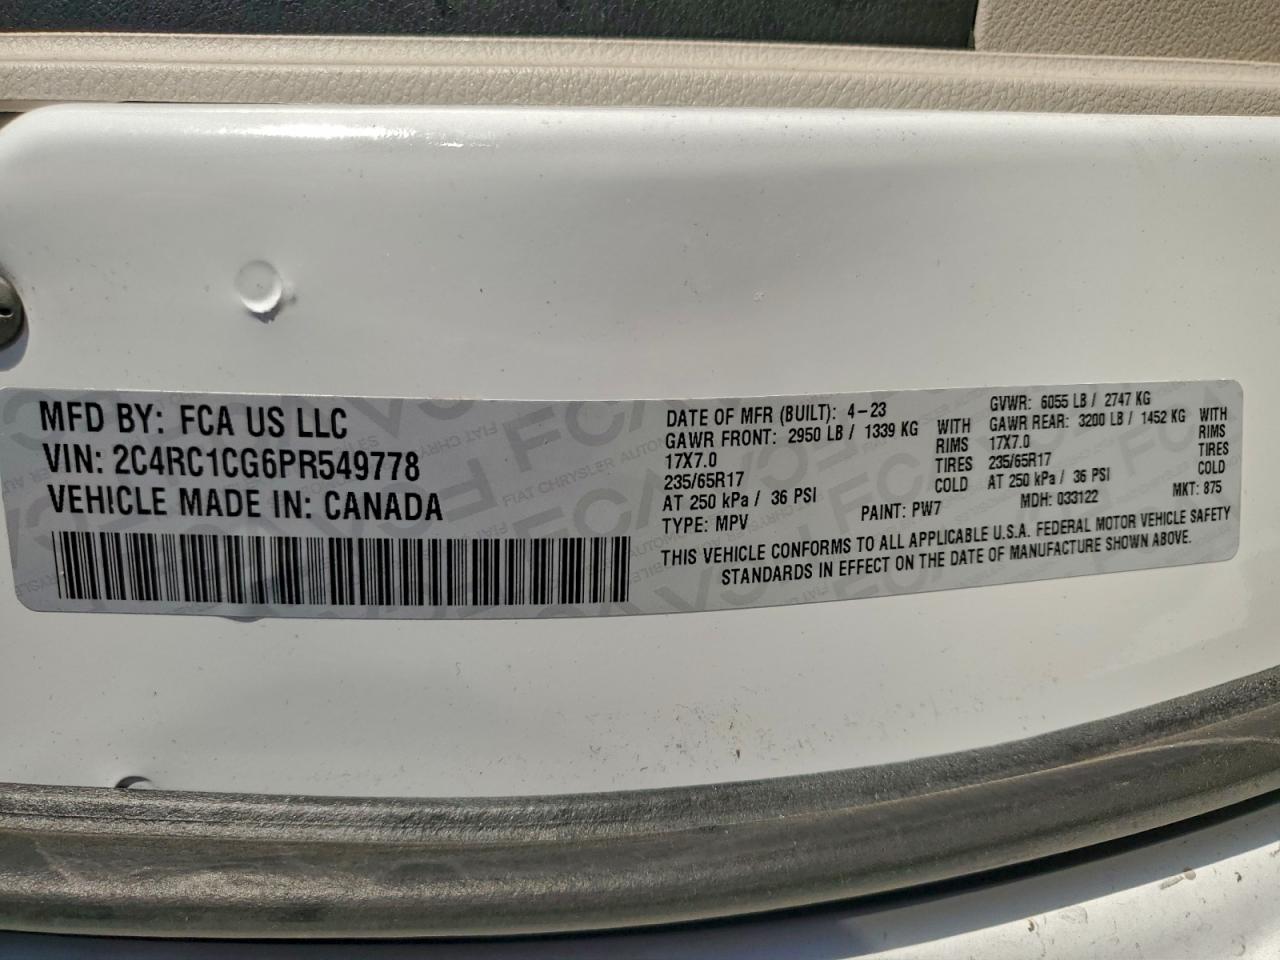 MFD BY: FCA US LLC
VIN: 2C4RC1CG6PR549778
VEHICLE MADE IN: CANADA
DATE OF MFR (BUILT): 4-23
GAWR FRONT: 2950 LB / 1339 KG WITH
17X7.0 RIMS
235/65R17 TIRES
AT 250 kPa / 36 PSI COLD
TYPE: MPV
PAINT: PW7
GVWR: 6055 LB / 2747 KG
GAWR REAR: 3200 LB / 1452 KG WITH
17X7.0 RIMS
235/65R17 TIRES
AT 250 kPa / 36 PSI COLD
MDH: 033122 MKT: 875
THIS VEHICLE CONFORMS TO ALL APPLICABLE U.S.A. FEDERAL MOTOR VEHICLE SAFETY
STANDARDS IN EFFECT ON THE DATE OF MANUFACTURE SHOWN ABOVE.